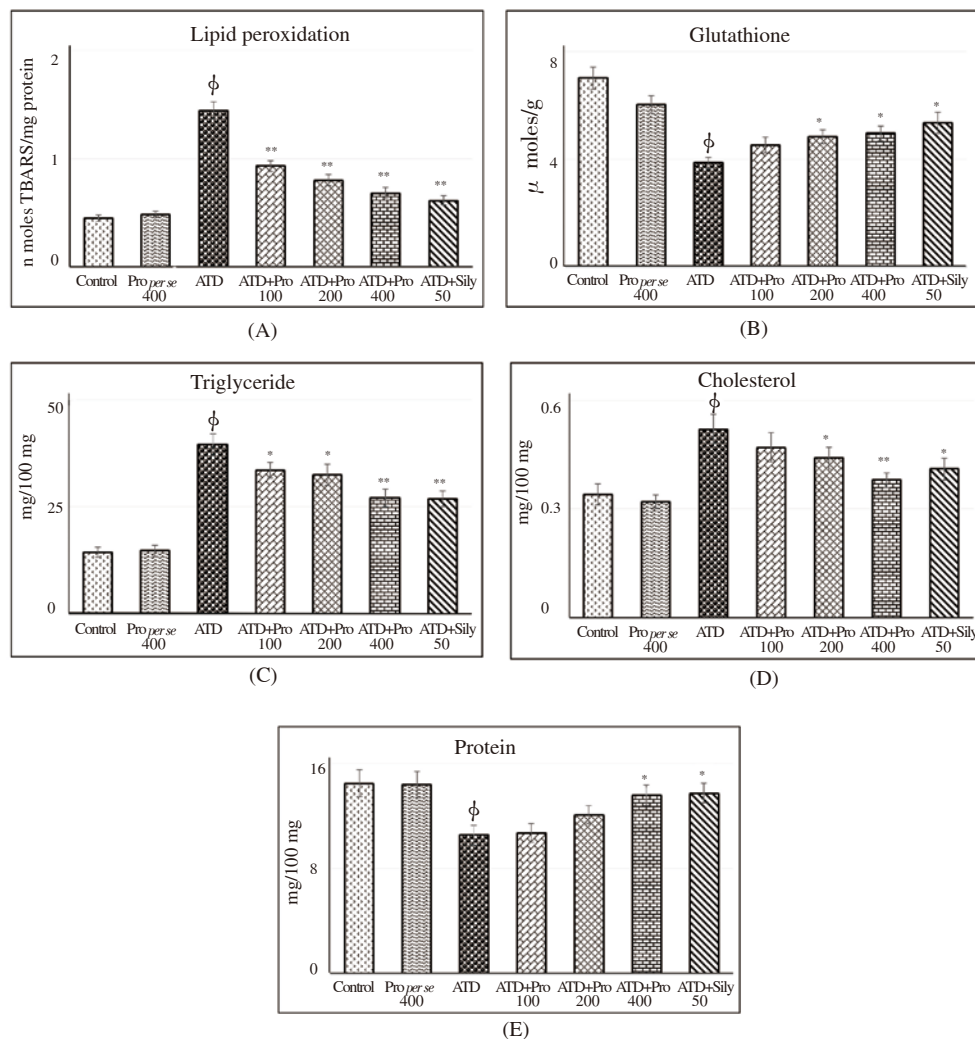 Lipid peroxidation
n moles TBARS/mg protein
2
1
0
ϕ
**
**
**
**
Control
Pro per se
400
ATD
ATD+Pro
100
ATD+Pro
200
ATD+Pro
400
ATD+Sily
50
(A)
Glutathione
μ moles/g
8
4
0
ϕ
*
*
*
Control
Pro per se
400
ATD
ATD+Pro
100
ATD+Pro
200
ATD+Pro
400
ATD+Sily
50
(B)
Triglyceride
mg/100 mg
50
25
0
ϕ
*
*
**
**
Control
Pro per se
400
ATD
ATD+Pro
100
ATD+Pro
200
ATD+Pro
400
ATD+Sily
50
(C)
Cholesterol
mg/100 mg
0.6
0.3
0
ϕ
*
**
*
Control
Pro per se
400
ATD
ATD+Pro
100
ATD+Pro
200
ATD+Pro
400
ATD+Sily
50
(D)
Protein
mg/100 mg
16
8
0
ϕ
*
*
Control
Pro per se
400
ATD
ATD+Pro
100
ATD+Pro
200
ATD+Pro
400
ATD+Sily
50
(E)